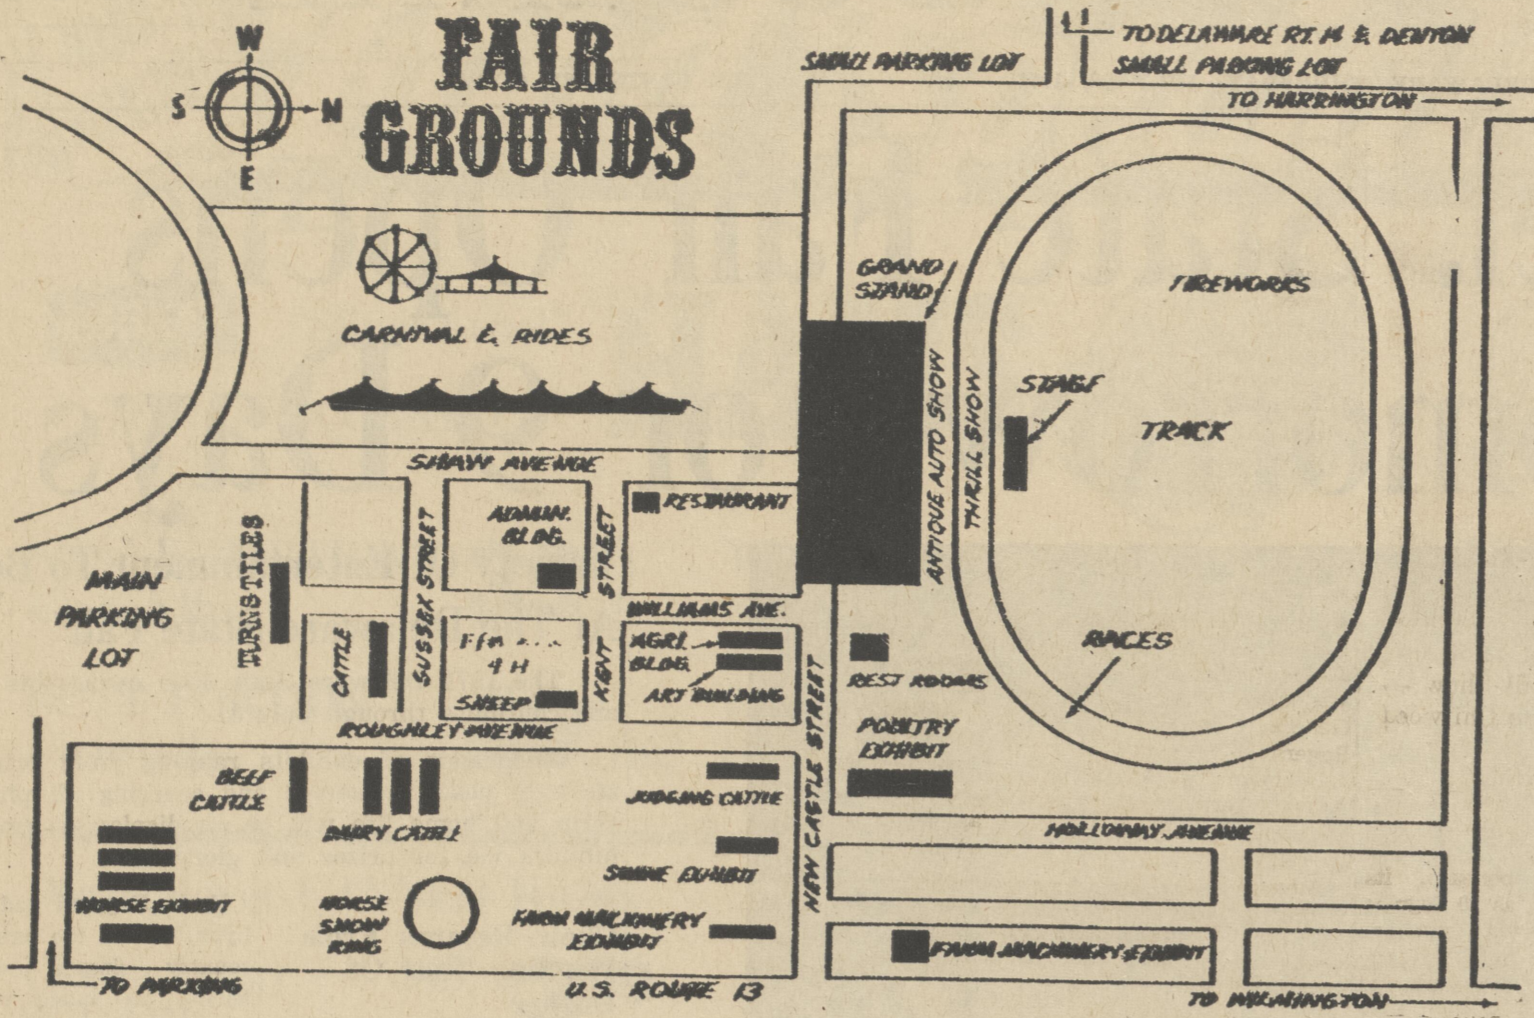 FAIR
GROUNDS
W
S
N
E
SMALL PARKING LOT
TO DELAWARE RT. 14 & DENTON
SMALL PARKING LOT
TO HARRINGTON
CARNIVAL & RIDES
GRAND
STAND
FIREWORKS
STAGE
TRACK
ANTIQUE AUTO SHOW
THRILL SHOW
RACES
SHAW AVENUE
ADMIN.
BLDG.
RESTAURANT
MAIN
PARKING
LOT
TURNSTILES
CATTLE
SUSSEX STREET
KENT STREET
WILLIAMS AVE.
4 H
SHEEP
AGRI.
BLDG.
ART BUILDING
ROUGHLEY AVENUE
NEW CASTLE STREET
REST ROOMS
POULTRY
EXHIBIT
BEEF
CATTLE
DAIRY CATTLE
JUDGING CATTLE
SWINE EXHIBIT
HORSE EXHIBIT
HORSE
SHOW
RING
FARM MACHINERY
EXHIBIT
HOLLOWAY AVENUE
FARM MACHINERY EXHIBIT
TO PARKING
U.S. ROUTE 13
TO WILMINGTON